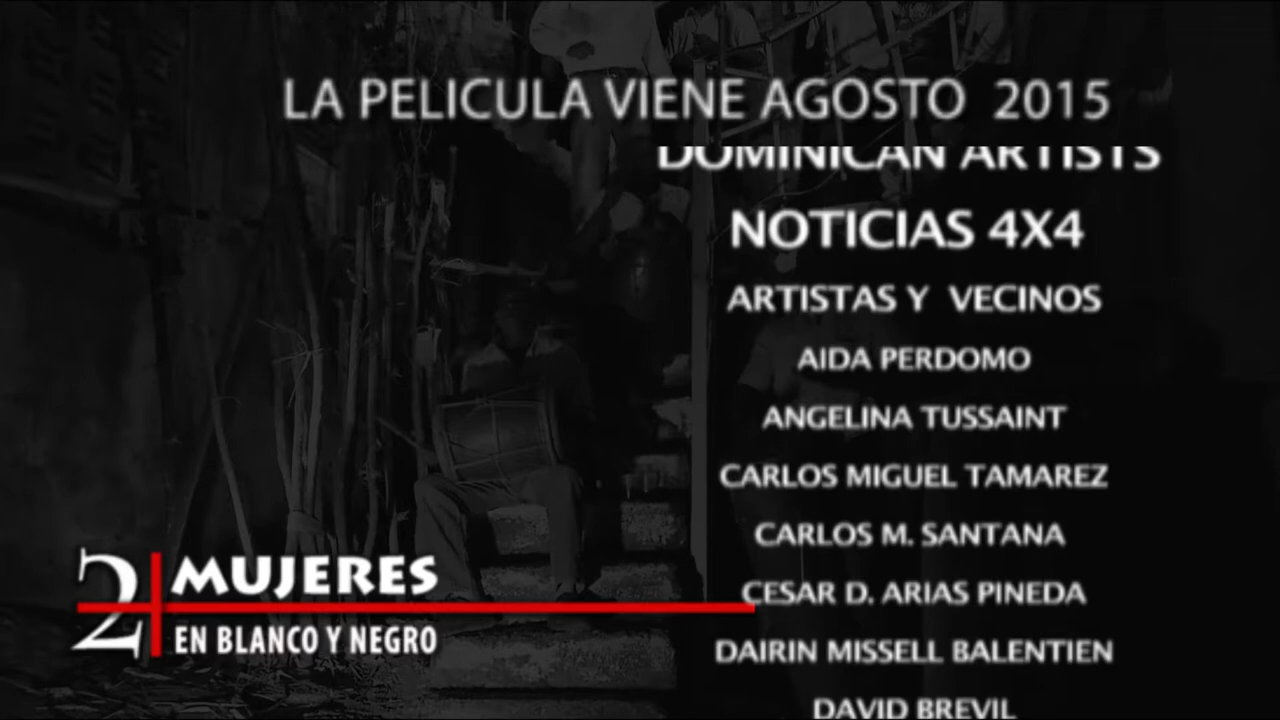 LA PELICULA VIENE AGOSTO 2015
DOMINICAN ARTISTS
NOTICIAS 4X4
ARTISTAS Y VECINOS
AIDA PERDOMO
ANGELINA TUSSAINT
CARLOS MIGUEL TAMAREZ
CARLOS M. SANTANA
CESAR D. ARIAS PINEDA
DAIRIN MISSELL BALENTIEN
DAVID BREVIL
2 MUJERES
EN BLANCO Y NEGRO